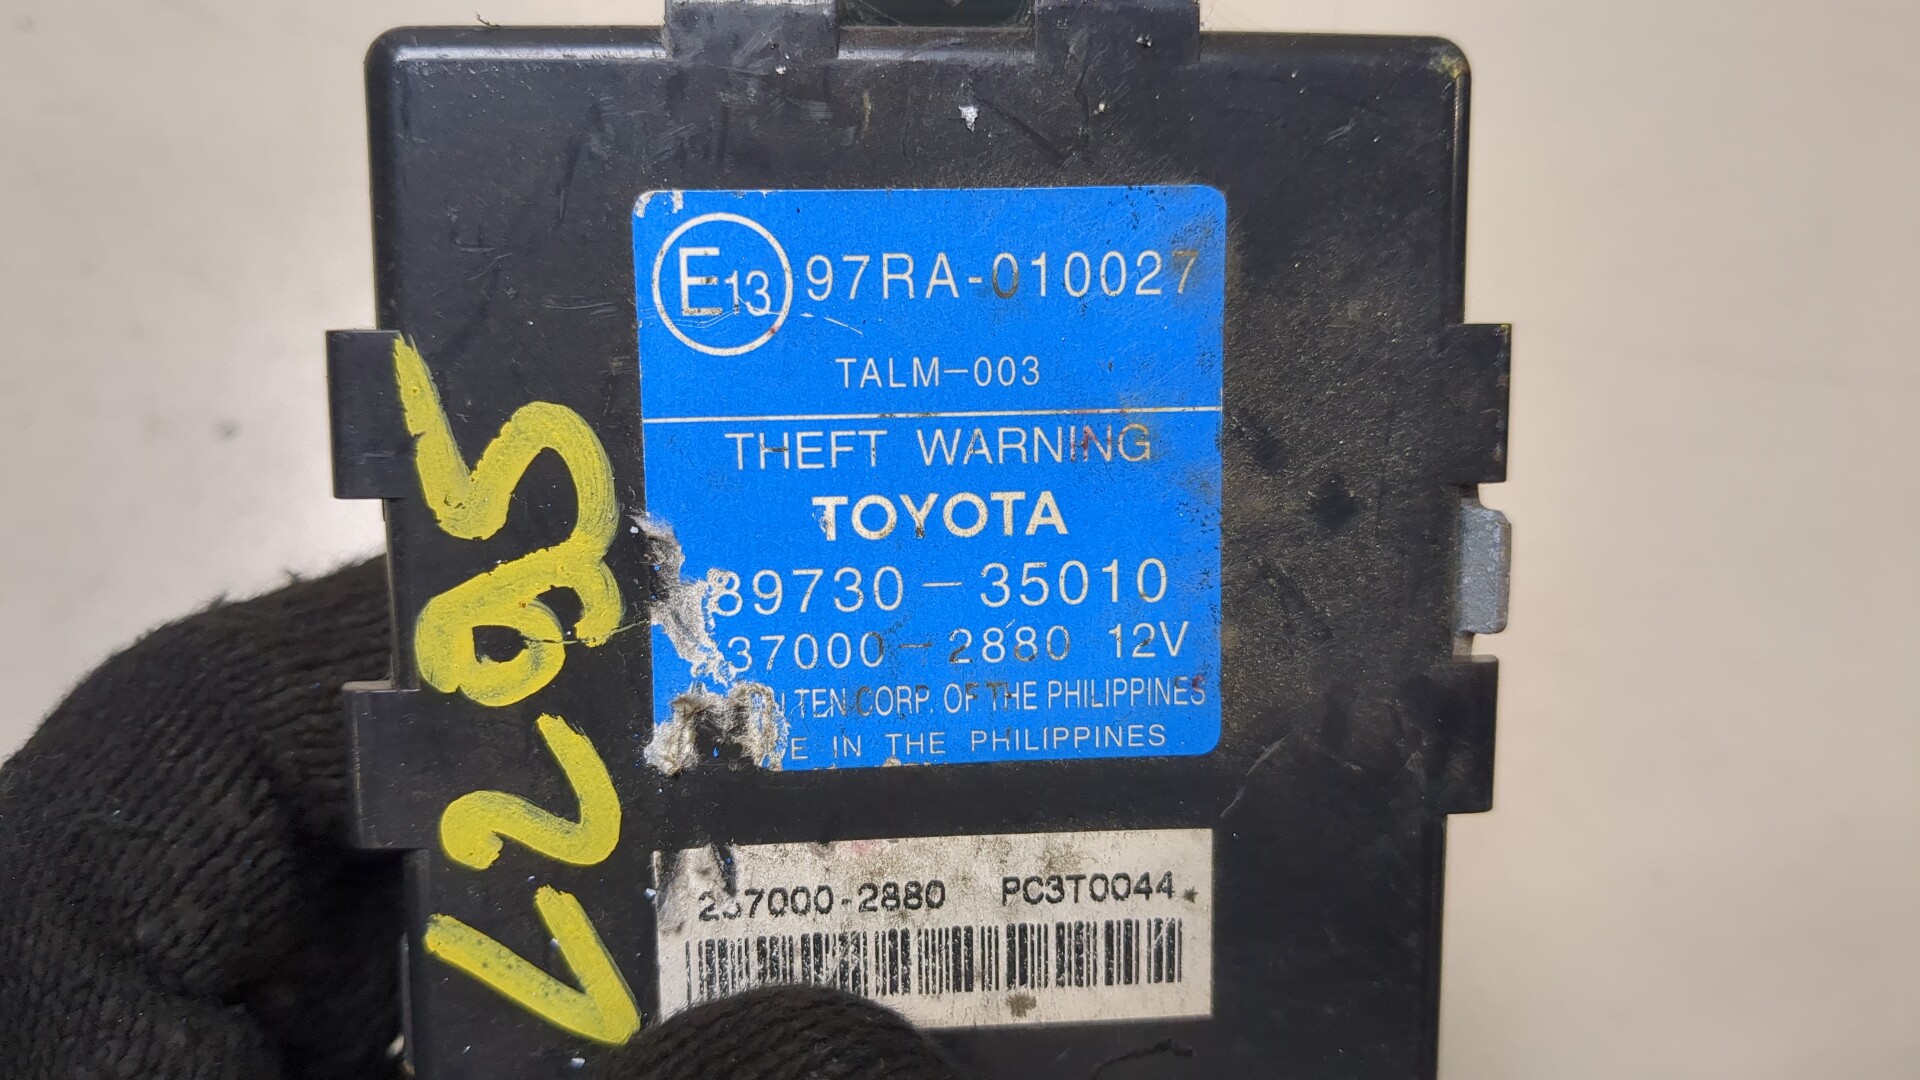 E13 97RA-010027
TALM-003
THEFT WARNING
TOYOTA
89730-35010
37000-2880 12V
TEN CORP. OF THE PHILIPPINES
IN THE PHILIPPINES
237000-2880 PC3T0044